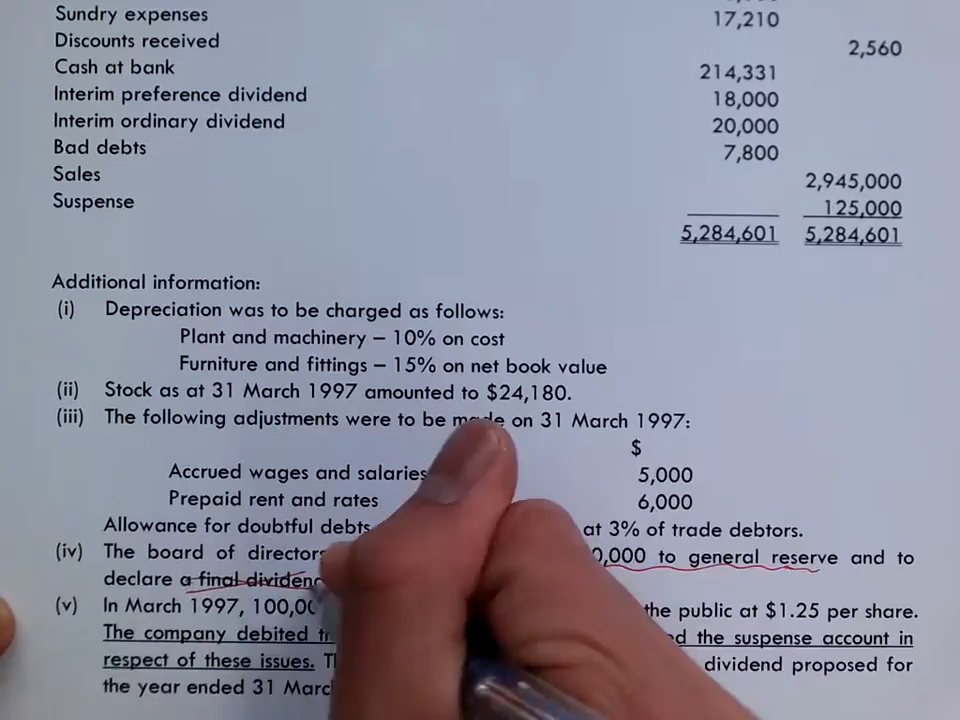 Sundry expenses 17,210
Discounts received 2,560
Cash at bank 214,331
Interim preference dividend 18,000
Interim ordinary dividend 20,000
Bad debts 7,800
Sales 2,945,000
Suspense 125,000
5,284,601 5,284,601
Additional information:
(i) Depreciation was to be charged as follows:
Plant and machinery – 10% on cost
Furniture and fittings – 15% on net book value
(ii) Stock as at 31 March 1997 amounted to $24,180.
(iii) The following adjustments were to be made on 31 March 1997:
$
Accrued wages and salaries 5,000
Prepaid rent and rates 6,000
Allowance for doubtful debts at 3% of trade debtors.
(iv) The board of directors 0,000 to general reserve and to
declare a final
(v) In March 1997, the public at $1.25 per share.
The company debited the suspense account in
respect of these issues. dividend proposed for
the year ended 31